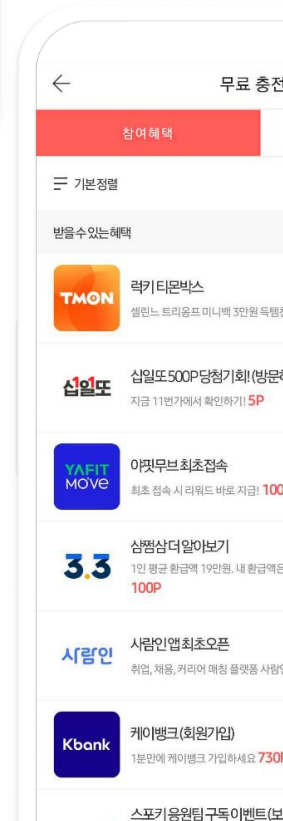 무료 충전
참여혜택
기본정렬
받을 수 있는 혜택
TMON
럭키 티몬박스
셀린느 트리옹프 미니백 3만원 득템
십일또
십일또 500P 당첨기회! (방문
지금 11번가에서 확인하기! 5P
YAFIT
MOVE
야핏무브 최초 접속
최초 접속 시 리워드 바로 지급! 100
3.3
삼쩜삼 더 알아보기
1인 평균 환급액 19만원. 내 환급액은
100P
사람인
사람인 앱 최초오픈
취업, 채용, 커리어 매칭 플랫폼 사람인
Kbank
케이뱅크(회원가입)
1분만에 케이뱅크 가입하세요 730P
스포키 응원팀 구독 이벤트(보